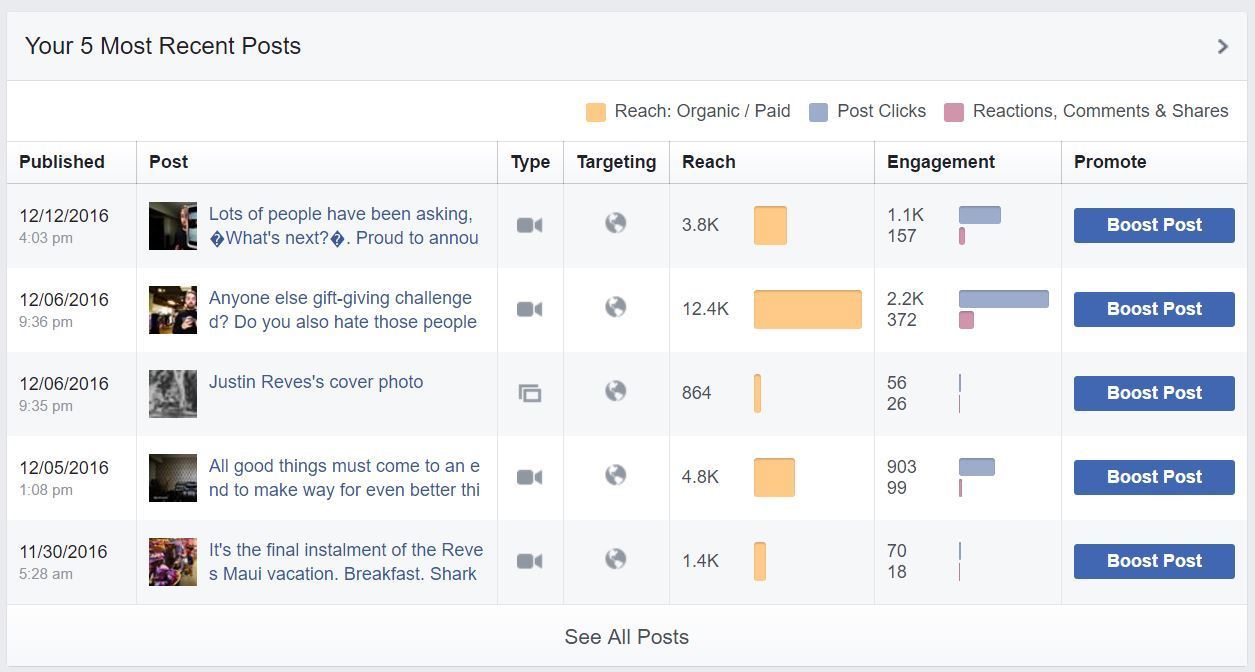 Your 5 Most Recent Posts
Reach: Organic / Paid Post Clicks Reactions, Comments & Shares
Published Post Type Targeting Reach Engagement Promote
12/12/2016
4:03 pm
Lots of people have been asking,
�What's next?�. Proud to annou
3.8K
1.1K
157
Boost Post
12/06/2016
9:36 pm
Anyone else gift-giving challenge
d? Do you also hate those people
12.4K
2.2K
372
Boost Post
12/06/2016
9:35 pm
Justin Reves's cover photo
864
56
26
Boost Post
12/05/2016
1:08 pm
All good things must come to an e
nd to make way for even better thi
4.8K
903
99
Boost Post
11/30/2016
5:28 am
It's the final instalment of the Reve
s Maui vacation. Breakfast. Shark
1.4K
70
18
Boost Post
See All Posts